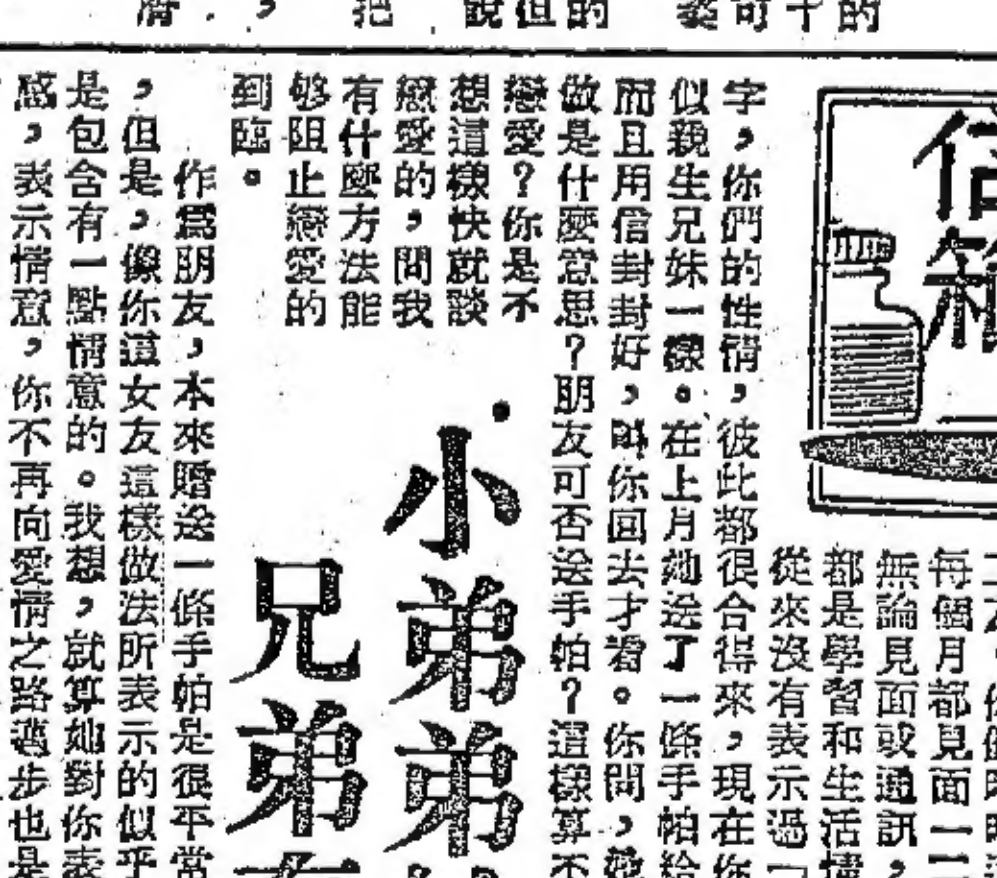 信箱
每個月都見面一二
無論見面或通訊，
都是學習和生活
從來沒有表示過「
字，你們的性情，彼此都很合得來，現在你
似親生兄妹一樣。在上月她送了一條手帕給
而且用信封封好，叫你回去才看。你問，
做是什麼意思？朋友可否送手帕？這樣算不
戀愛？你是不
想這樣快就談
戀愛的，問我
有什麼方法能
够阻止戀愛的
到臨。
小弟弟
兄弟
作爲朋友，本來贈送一條手帕是很平常
，但是，像你這女友這樣做法所表示的似乎
是包含有一點情意的。我想，就算她對你表
感，表示情意，你不再向愛情之路邁步也是